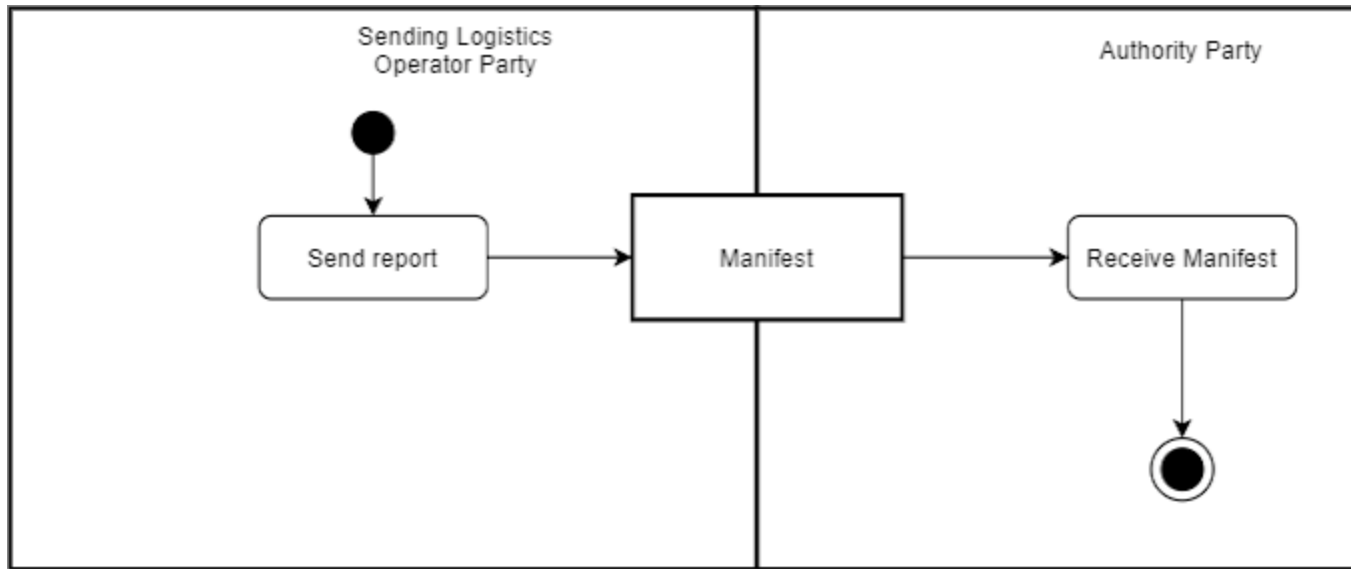 Sending Logistics
Operator Party
Authority Party
Send report
Manifest
Receive Manifest